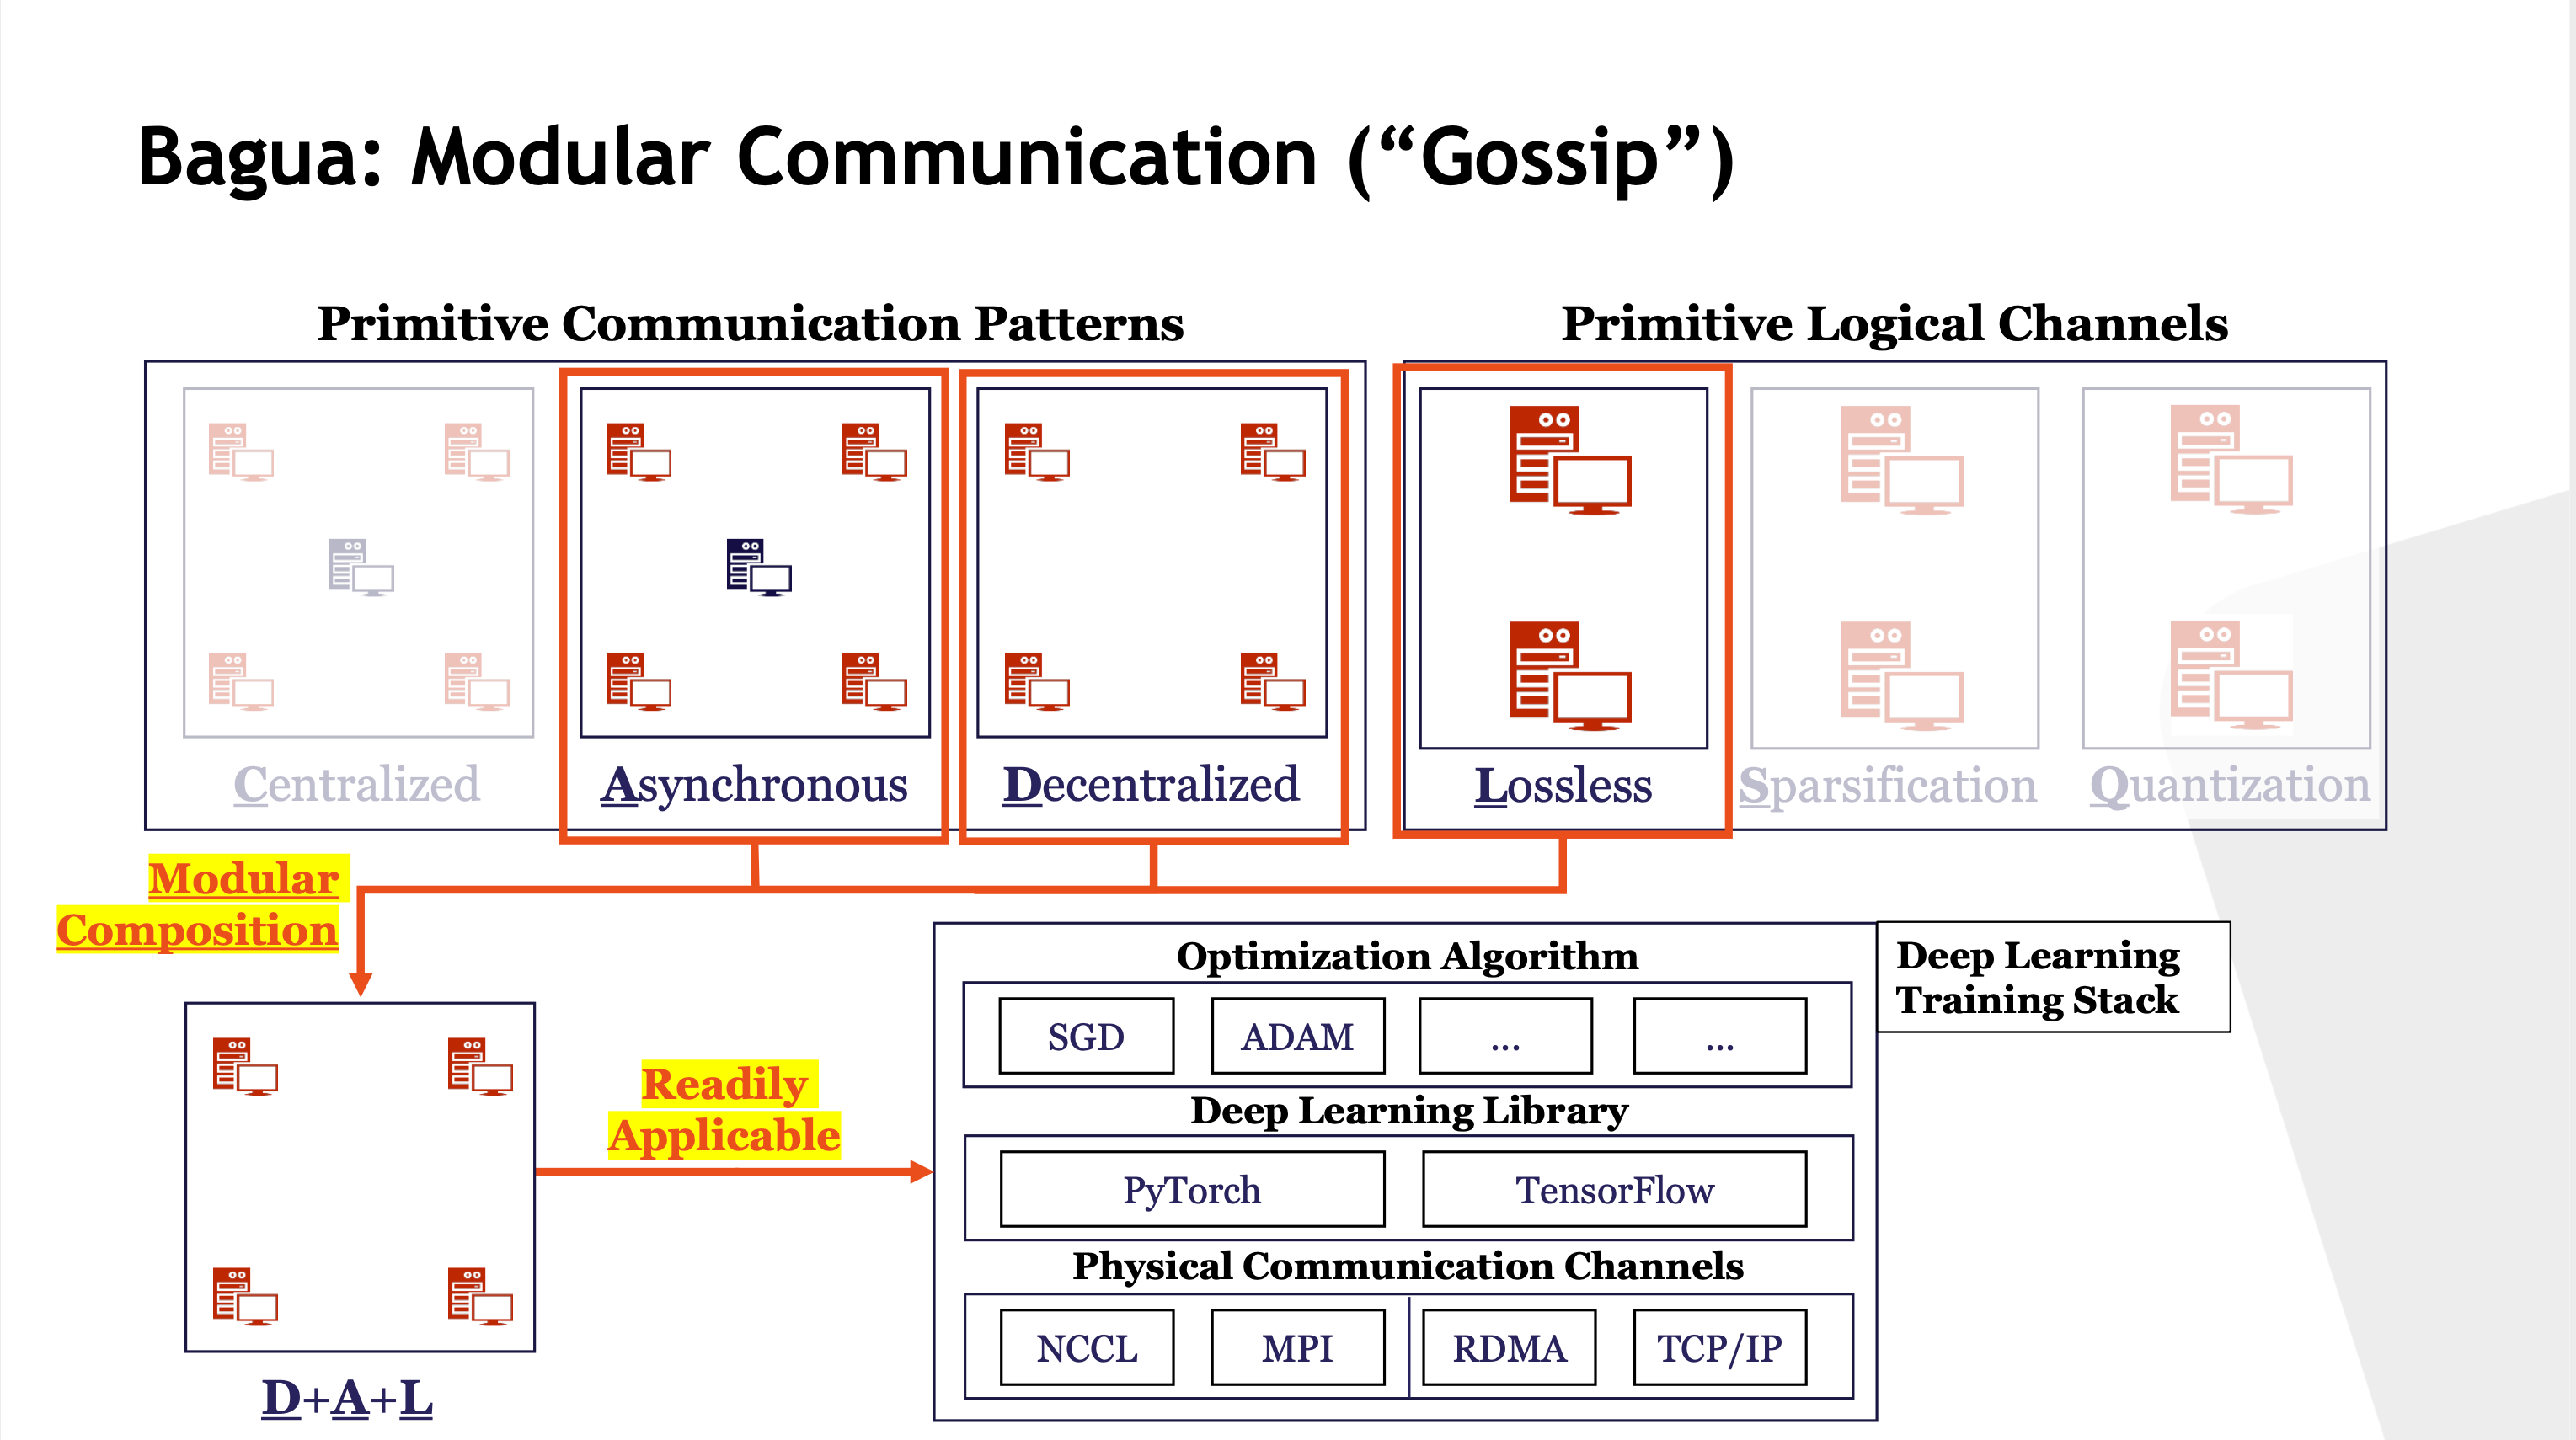 Bagua: Modular Communication (“Gossip”)
Primitive Communication Patterns
Primitive Logical Channels
Centralized
Asynchronous
Decentralized
Lossless
Sparsification
Quantization
Modular
Composition
D+A+L
Readily
Applicable
Deep Learning
Training Stack
Optimization Algorithm
SGD
ADAM
...
...
Deep Learning Library
PyTorch
TensorFlow
Physical Communication Channels
NCCL
MPI
RDMA
TCP/IP